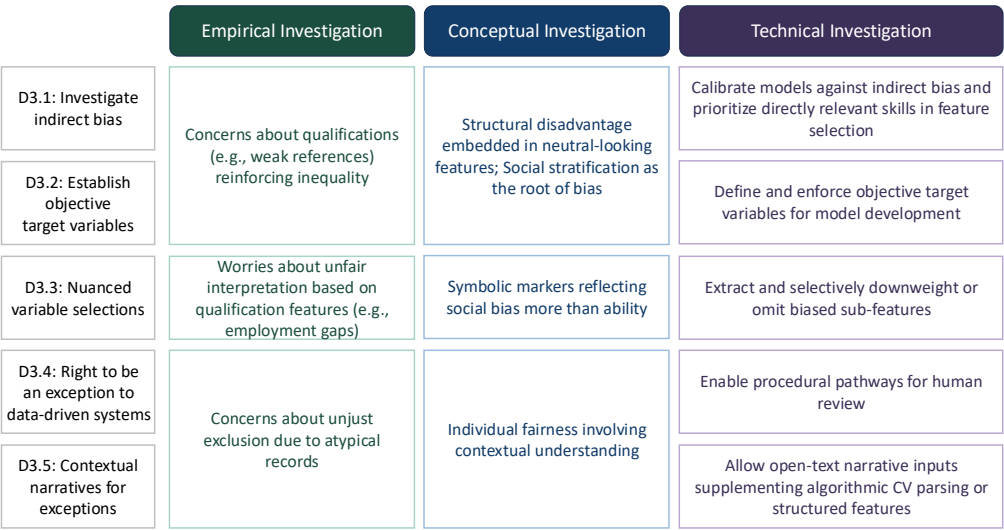 Empirical Investigation
Conceptual Investigation
Technical Investigation
D3.1: Investigate
indirect bias
D3.2: Establish
objective
target variables
Concerns about qualifications
(e.g., weak references)
reinforcing inequality
Structural disadvantage
embedded in neutral-looking
features; Social stratification as
the root of bias
Calibrate models against indirect bias and
prioritize directly relevant skills in feature
selection
Define and enforce objective target
variables for model development
D3.3: Nuanced
variable selections
Worries about unfair
interpretation based on
qualification features (e.g.,
employment gaps)
Symbolic markers reflecting
social bias more than ability
Extract and selectively downweight or
omit biased sub-features
D3.4: Right to be
an exception to
data-driven systems
D3.5: Contextual
narratives for
exceptions
Concerns about unjust
exclusion due to atypical
records
Individual fairness involving
contextual understanding
Enable procedural pathways for human
review
Allow open-text narrative inputs
supplementing algorithmic CV parsing or
structured features